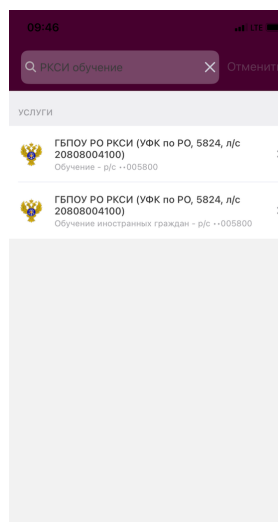 09:46
LTE
РКСИ обучение
Отменить
УСЛУГИ
ГБПОУ РО РКСИ (УФК по РО, 5824, л/с
20808004100)
Обучение - р/с ··005800
ГБПОУ РО РКСИ (УФК по РО, 5824, л/с
20808004100)
Обучение иностранных граждан - р/с ··005800